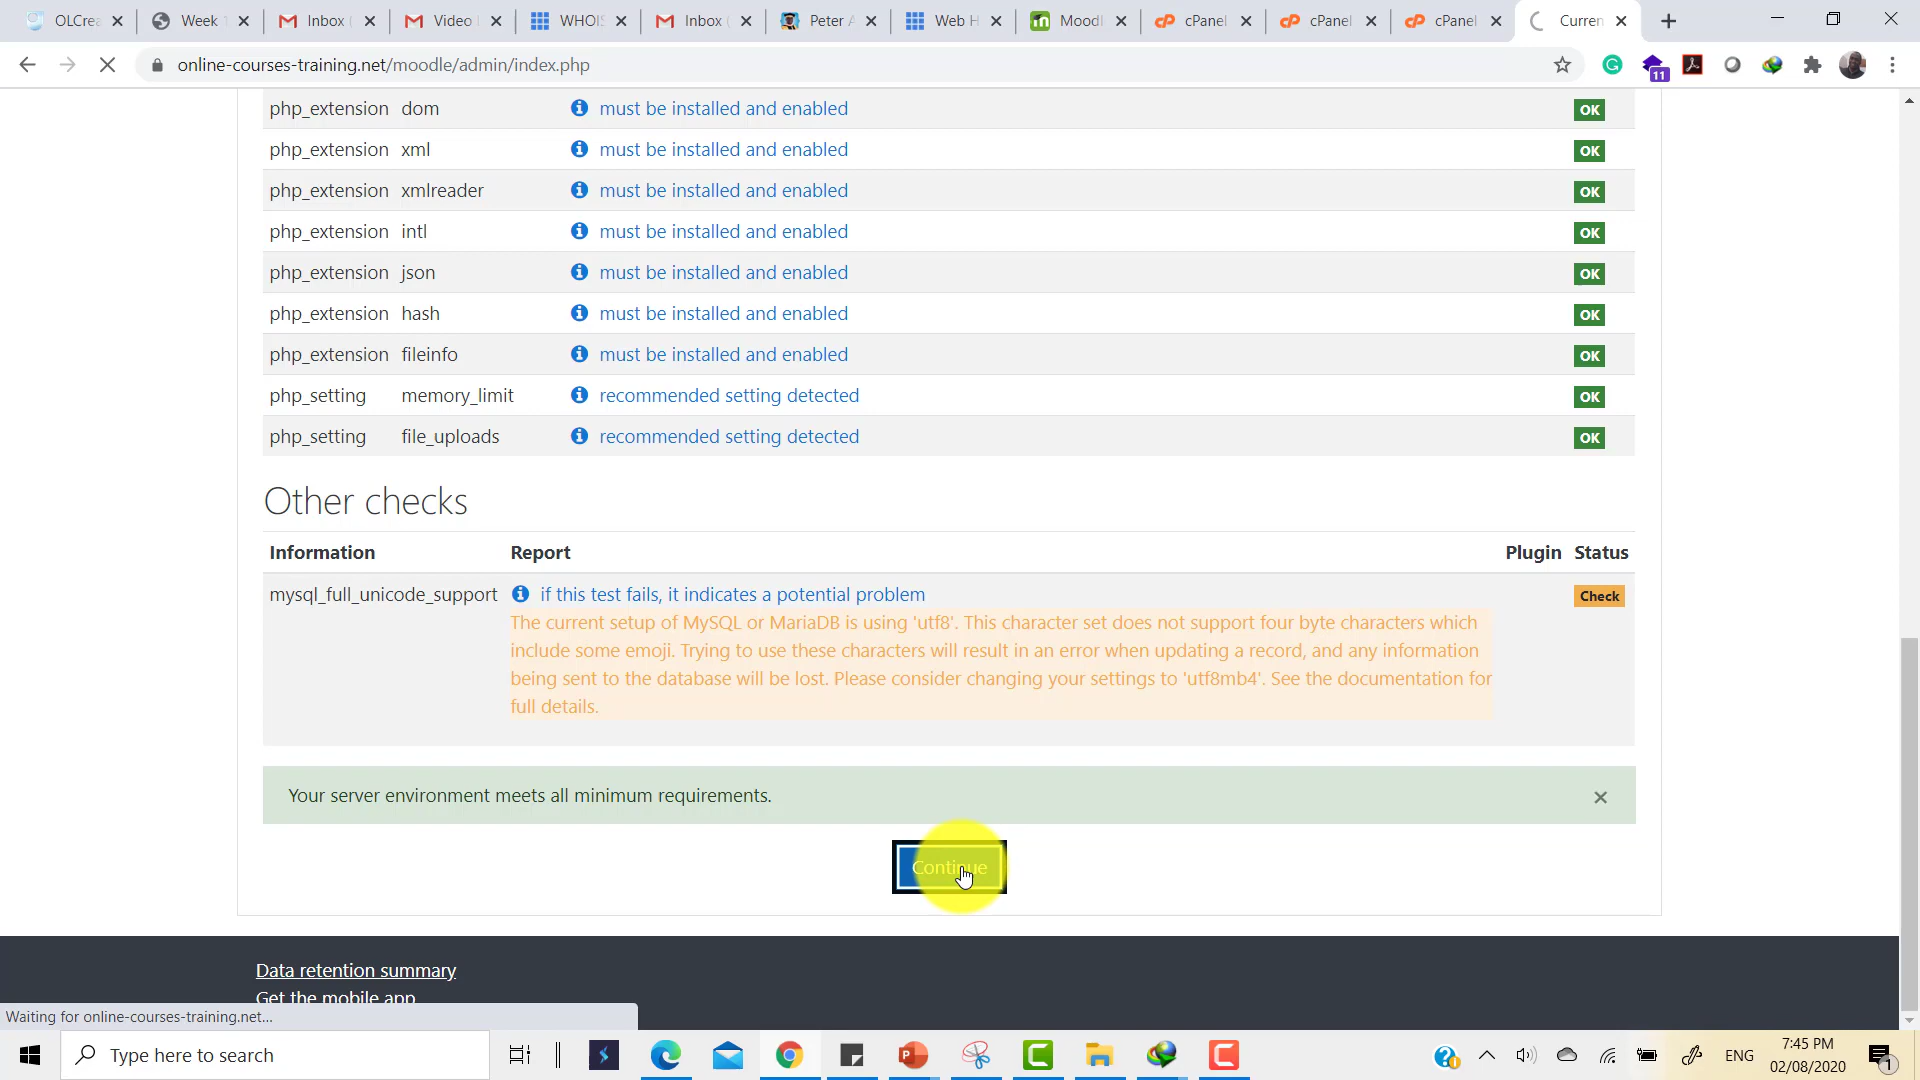 OLCrea
Week 1
Inbox (
Video
WHOIS
Inbox (
Peter A
Web H
Moodl
cPanel
cPanel
cPanel
Curren
online-courses-training.net/moodle/admin/index.php
11
php_extension dom must be installed and enabled OK
php_extension xml must be installed and enabled OK
php_extension xmlreader must be installed and enabled OK
php_extension intl must be installed and enabled OK
php_extension json must be installed and enabled OK
php_extension hash must be installed and enabled OK
php_extension fileinfo must be installed and enabled OK
php_setting memory_limit recommended setting detected OK
php_setting file_uploads recommended setting detected OK
Other checks
Information Report Plugin Status
mysql_full_unicode_support if this test fails, it indicates a potential problem Check
The current setup of MySQL or MariaDB is using 'utf8'. This character set does not support four byte characters which
include some emoji. Trying to use these characters will result in an error when updating a record, and any information
being sent to the database will be lost. Please consider changing your settings to 'utf8mb4'. See the documentation for
full details.
Your server environment meets all minimum requirements.
Continue
Data retention summary
Get the mobile app
Waiting for online-courses-training.net...
Type here to search
ENG
7:45 PM
02/08/2020
1